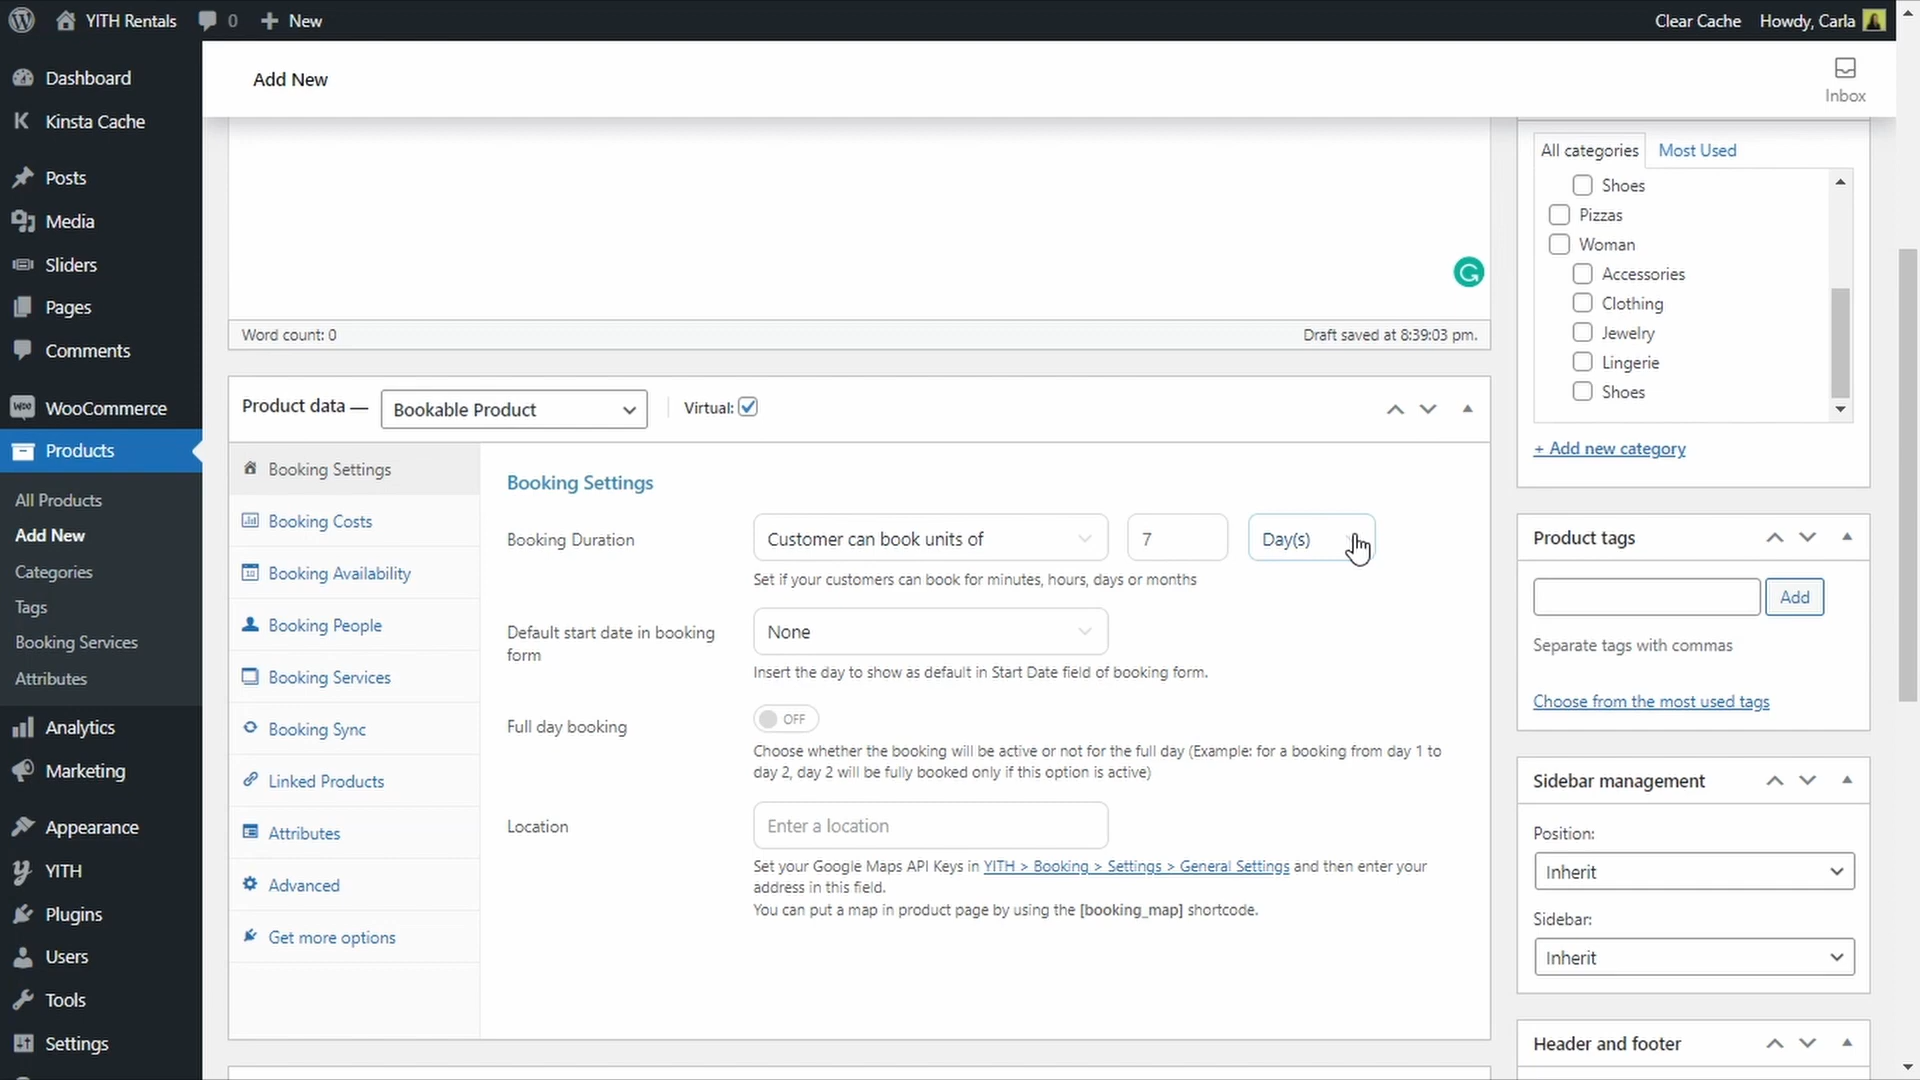 YITH Rentals
0
New
Clear Cache
Howdy, Carla
Dashboard
Kinsta Cache
Posts
Media
Sliders
Pages
Comments
WooCommerce
Products
All Products
Add New
Categories
Tags
Booking Services
Attributes
Analytics
Marketing
Appearance
YITH
Plugins
Users
Tools
Settings
Add New
Inbox
Word count: 0
Draft saved at 8:39:03 pm.
Product data —
Bookable Product
Virtual:
Booking Settings
Booking Costs
Booking Availability
Booking People
Booking Services
Booking Sync
Linked Products
Attributes
Advanced
Get more options
Booking Settings
Booking Duration
Customer can book units of
7
Day(s)
Set if your customers can book for minutes, hours, days or months
Default start date in booking
form
None
Insert the day to show as default in Start Date field of booking form.
Full day booking
OFF
Choose whether the booking will be active or not for the full day (Example: for a booking from day 1 to
day 2, day 2 will be fully booked only if this option is active)
Location
Enter a location
Set your Google Maps API Keys in YITH > Booking > Settings > General Settings and then enter your
address in this field.
You can put a map in product page by using the [booking_map] shortcode.
All categories
Most Used
Shoes
Pizzas
Woman
Accessories
Clothing
Jewelry
Lingerie
Shoes
+ Add new category
Product tags
Add
Separate tags with commas
Choose from the most used tags
Sidebar management
Position:
Inherit
Sidebar:
Inherit
Header and footer